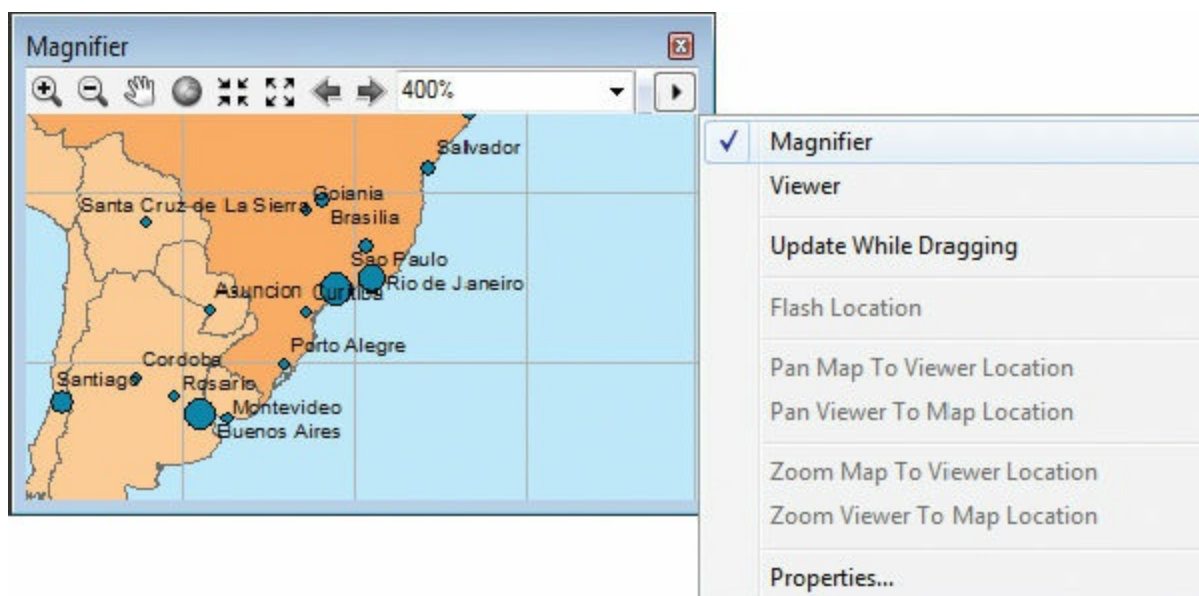 Magnifier
400%
Salvador
Goiania
Santa Cruz de La Sierra
Brasilia
Sao Paulo
Rio de Janeiro
Asuncion
Curitiba
Porto Alegre
Cordoba
Santiago
Rosario
Montevideo
Buenos Aires
Magnifier
Viewer
Update While Dragging
Flash Location
Pan Map To Viewer Location
Pan Viewer To Map Location
Zoom Map To Viewer Location
Zoom Viewer To Map Location
Properties...